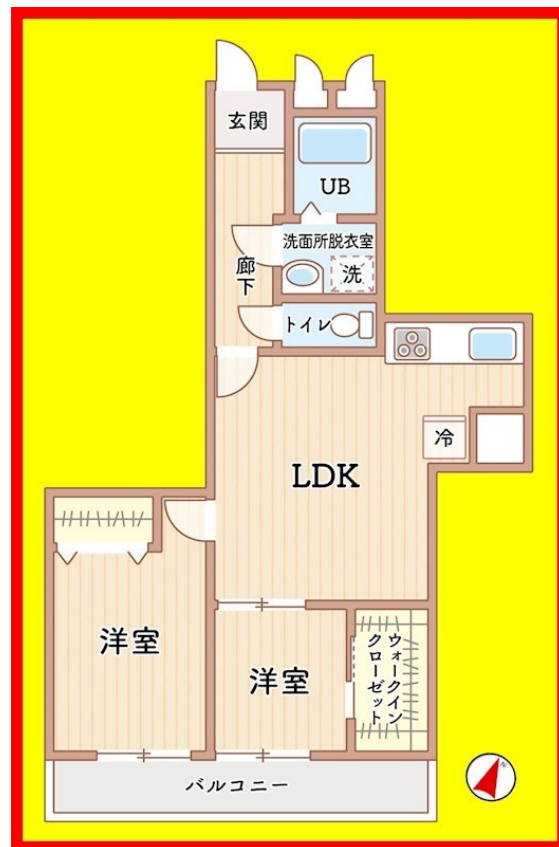 玄関
UB
洗面所脱衣室
洗
廊下
トイレ
冷
LDK
洋室
洋室
ウォークイン
クローゼット
バルコニー
N